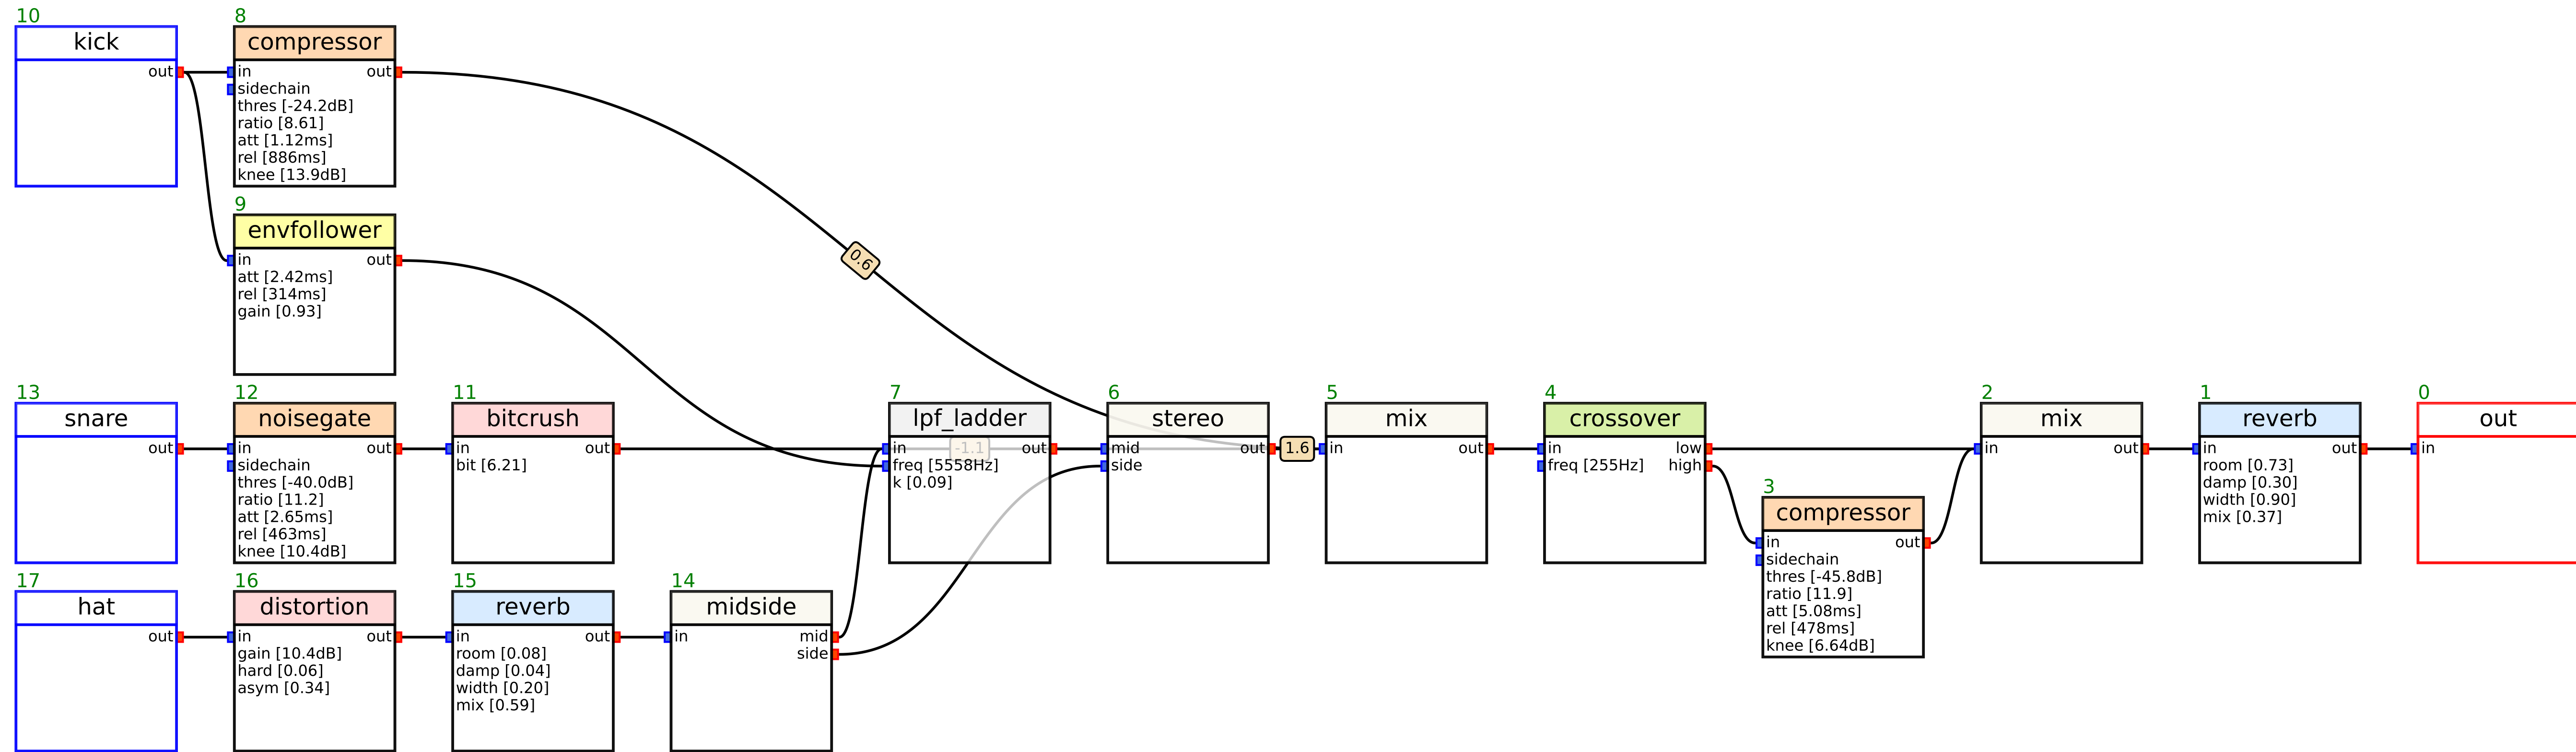 10
kick
out
8
compressor
in out
sidechain
thres [-24.2dB]
ratio [8.61]
att [1.12ms]
rel [886ms]
knee [13.9dB]
9
envfollower
in out
att [2.42ms]
rel [314ms]
gain [0.93]
0.6
13
snare
out
12
noisegate
in out
sidechain
thres [-40.0dB]
ratio [11.2]
att [2.65ms]
rel [463ms]
knee [10.4dB]
11
bitcrush
in out
bit [6.21]
7
lpf_ladder
in -1.1 out
freq [5558Hz]
k [0.09]
6
stereo
mid out
side
1.6
5
mix
in out
4
crossover
in low
freq [255Hz] high
3
compressor
in out
sidechain
thres [-45.8dB]
ratio [11.9]
att [5.08ms]
rel [478ms]
knee [6.64dB]
2
mix
in out
1
reverb
in out
room [0.73]
damp [0.30]
width [0.90]
mix [0.37]
0
out
in
17
hat
out
16
distortion
in out
gain [10.4dB]
hard [0.06]
asym [0.34]
15
reverb
in out
room [0.08]
damp [0.04]
width [0.20]
mix [0.59]
14
midside
in mid
side